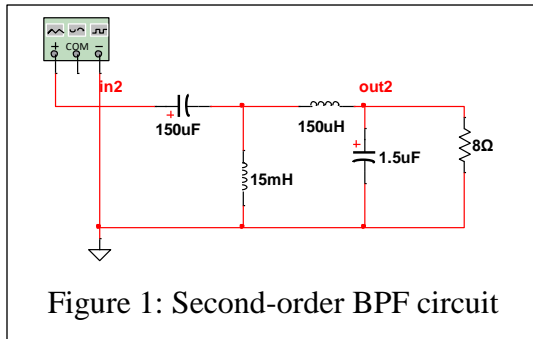 + COM −
in2
out2
+
150uF
150uH
+
1.5uF
8Ω
15mH
Figure 1: Second-order BPF circuit